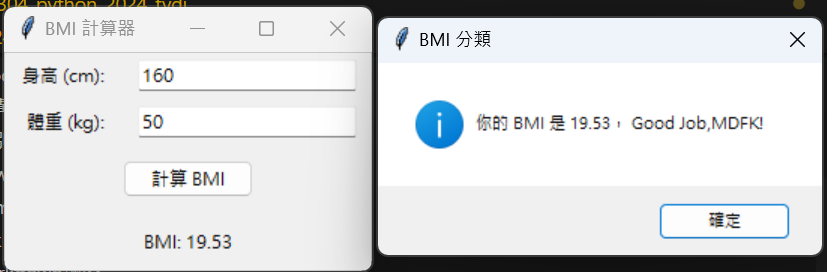 304_python_2024_tvdi
BMI 計算器
身高 (cm):
160
體重 (kg):
50
計算 BMI
BMI: 19.53
BMI 分類
你的 BMI 是 19.53， Good Job,MDFK!
確定